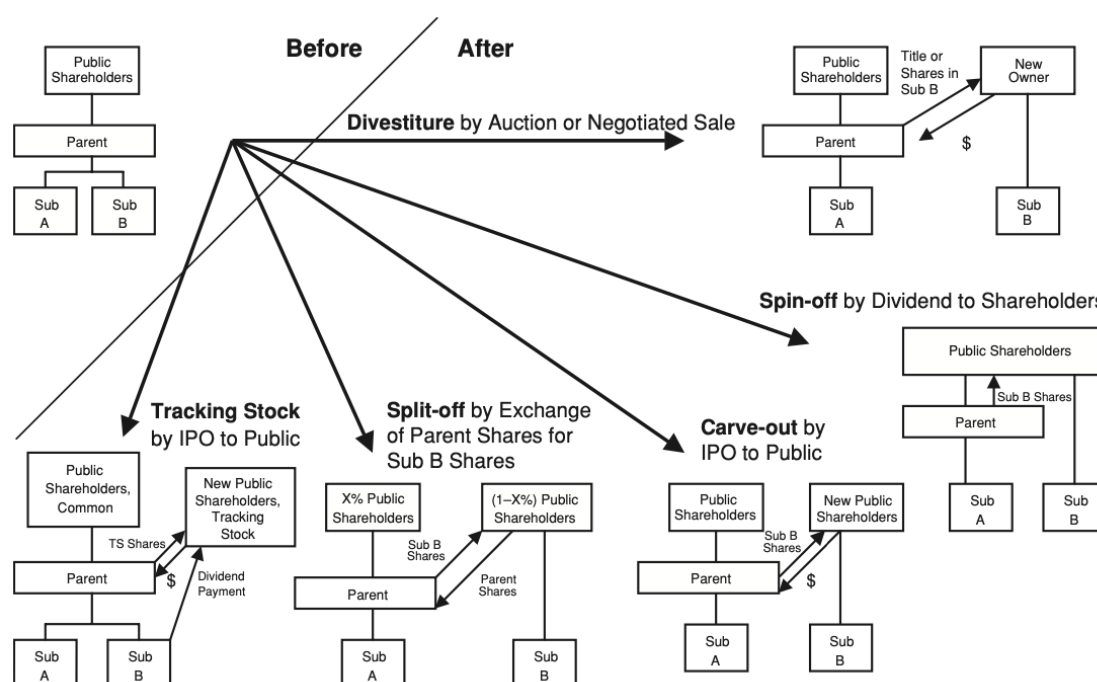 Before
After
Public
Shareholders
Parent
Sub
A
Sub
B
Divestiture by Auction or Negotiated Sale
Public
Shareholders
Title or
Shares in
Sub B
New
Owner
Parent
$
Sub
A
Sub
B
Spin-off by Dividend to Shareholders
Public Shareholders
Sub B Shares
Parent
Sub
A
Sub
B
Tracking Stock
by IPO to Public
Public
Shareholders,
Common
New Public
Shareholders,
Tracking
Stock
TS Shares
Parent
$
Dividend
Payment
Sub
A
Sub
B
Split-off by Exchange
of Parent Shares for
Sub B Shares
X% Public
Shareholders
(1–X%) Public
Shareholders
Sub B
Shares
Parent
Parent
Shares
Sub
A
Sub
B
Carve-out by
IPO to Public
Public
Shareholders
New Public
Shareholders
Sub B
Shares
Parent
$
Sub
A
Sub
B